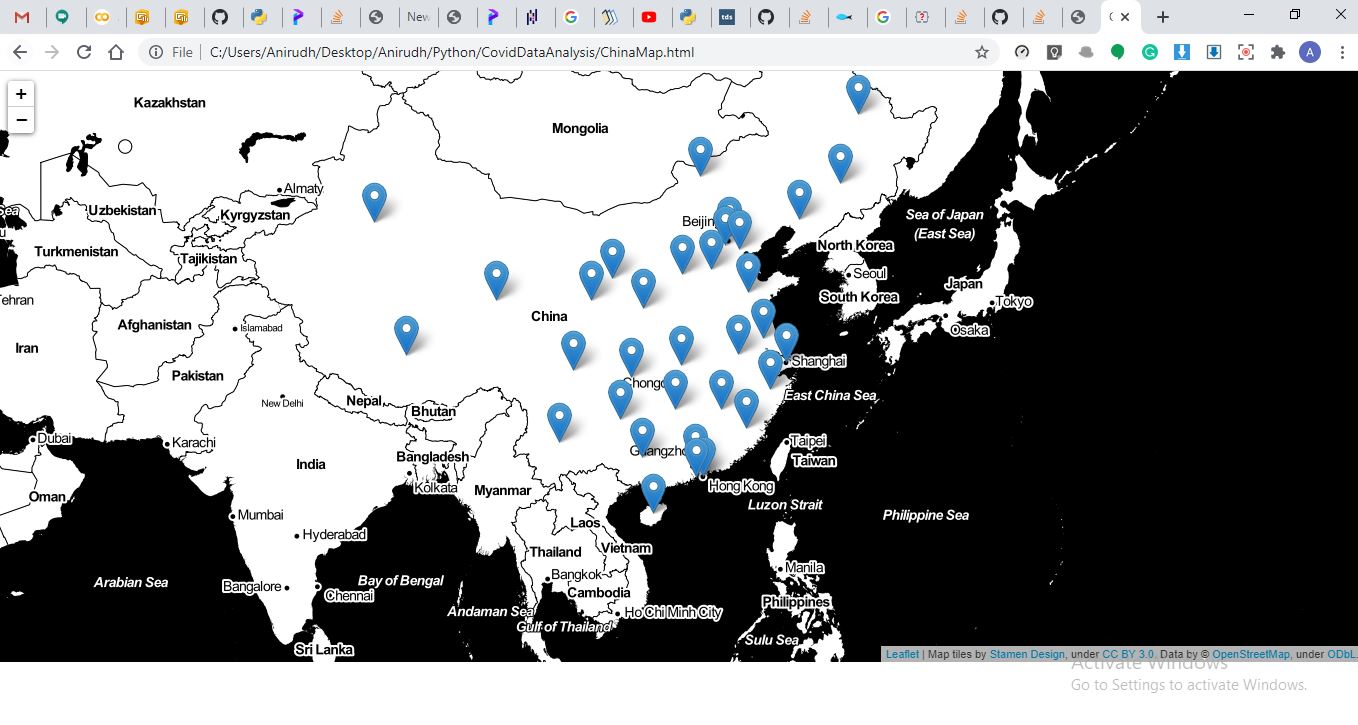 New
tds
File
C:/Users/Anirudh/Desktop/Anirudh/Python/CovidDataAnalysis/ChinaMap.html
A
+
−
Kazakhstan
Mongolia
Almaty
Uzbekistan
Kyrgyzstan
Sea of Japan
(East Sea)
Beijin
Turkmenistan
Tajikistan
North Korea
Seoul
Japan
South Korea
Tokyo
Tehran
Afghanistan
Islamabad
China
Osaka
Iran
Shanghai
Pakistan
Chongq
East China Sea
New Delhi
Nepal
Bhutan
Dubai
Karachi
Taipei
Guangzho
Bangladesh
Taiwan
India
Kolkata
Myanmar
Hong Kong
Oman
Luzon Strait
Philippine Sea
Mumbai
Laos
Hyderabad
Thailand
Vietnam
Manila
Arabian Sea
Bay of Bengal
Bangkok
Bangalore
Chennai
Cambodia
Philippines
Andaman Sea
Ho Chi Minh City
Gulf of Thailand
Sulu Sea
Sri Lanka
Leaflet | Map tiles by Stamen Design, under CC BY 3.0. Data by © OpenStreetMap, under ODbL.
Activate Windows
Go to Settings to activate Windows.